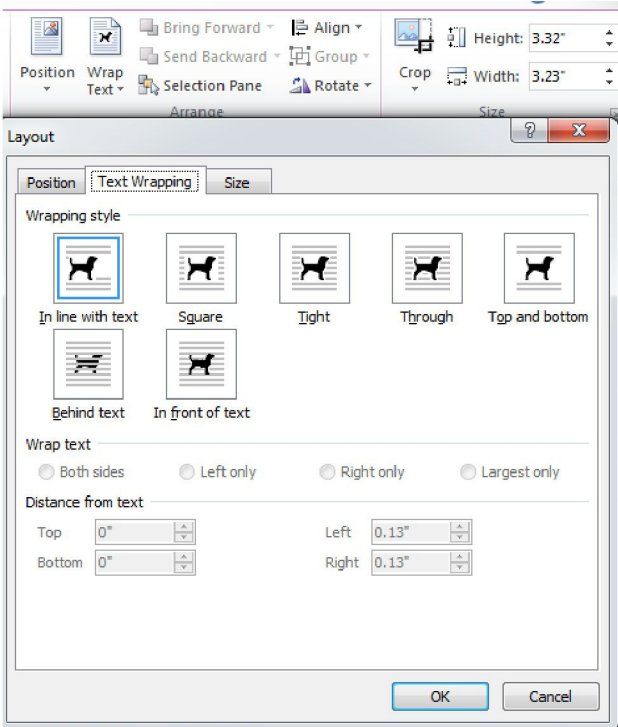 Bring Forward Align Height: 3.32"
Send Backward Group
Position Wrap Text Selection Pane Rotate Crop Width: 3.23"
Arrange Size
Layout
Position Text Wrapping Size
Wrapping style
In line with text Square Tight Through Top and bottom
Behind text In front of text
Wrap text
Both sides Left only Right only Largest only
Distance from text
Top 0" Left 0.13"
Bottom 0" Right 0.13"
OK Cancel